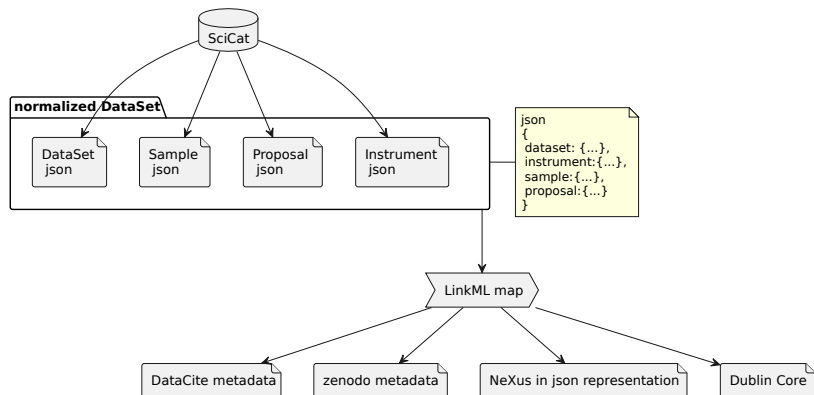 SciCat
normalized DataSet
DataSet
json
Sample
json
Proposal
json
Instrument
json
json
{
dataset: {...},
instrument:{...},
sample:{...},
proposal:{...}
}
LinkML map
DataCite metadata
zenodo metadata
NeXus in json representation
Dublin Core